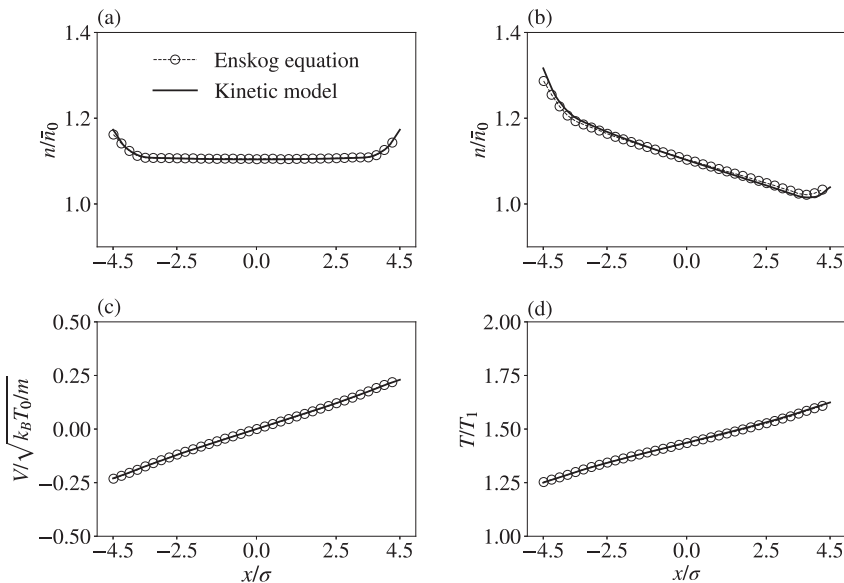 (a)
1.4
1.2
1.0
n/n̄₀
Enskog equation
Kinetic model
−4.5 −2.5 0.0 2.5 4.5
(b)
1.4
1.2
1.0
n/n̄₀
−4.5 −2.5 0.0 2.5 4.5
(c)
0.50
0.25
0.00
−0.25
−0.50
V/√k_BT₀/m
−4.5 −2.5 0.0 2.5 4.5
x/σ
(d)
2.00
1.75
1.50
1.25
1.00
T/T₁
−4.5 −2.5 0.0 2.5 4.5
x/σ